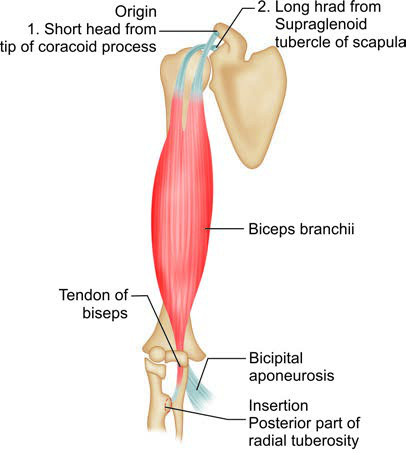 Origin
1. Short head from
tip of coracoid process
2. Long hrad from
Supraglenoid
tubercle of scapula
Biceps branchii
Tendon of
biseps
Bicipital
aponeurosis
Insertion
Posterior part of
radial tuberosity